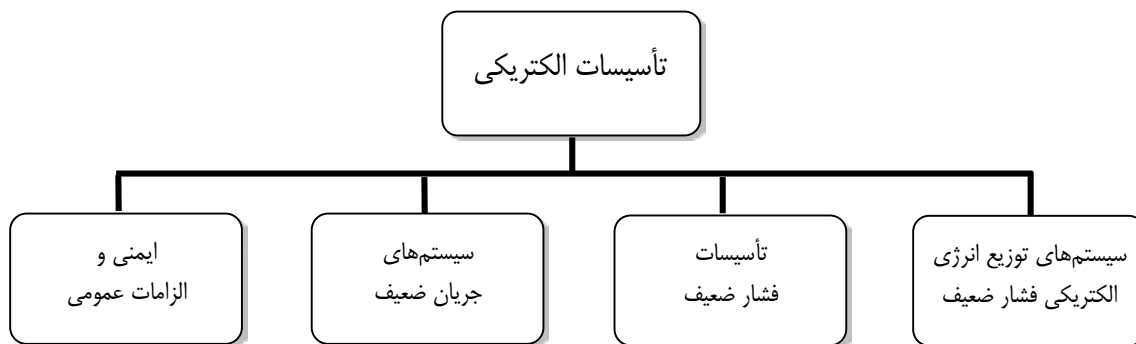 تأسیسات الکتریکی
سیستم‌های توزیع انرژی
الکتریکی فشار ضعیف
تأسیسات
فشار ضعیف
سیستم‌های
جریان ضعیف
ایمنی و
الزامات عمومی